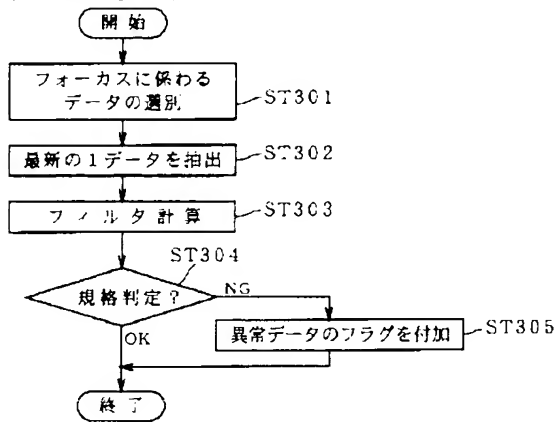 開始
フォーカスに係わる
データの選別
ST301
最新の1データを抽出
ST302
フィルタ計算
ST303
ST304
規格判定?
NG
OK
異常データのフラグを付加
ST305
終了